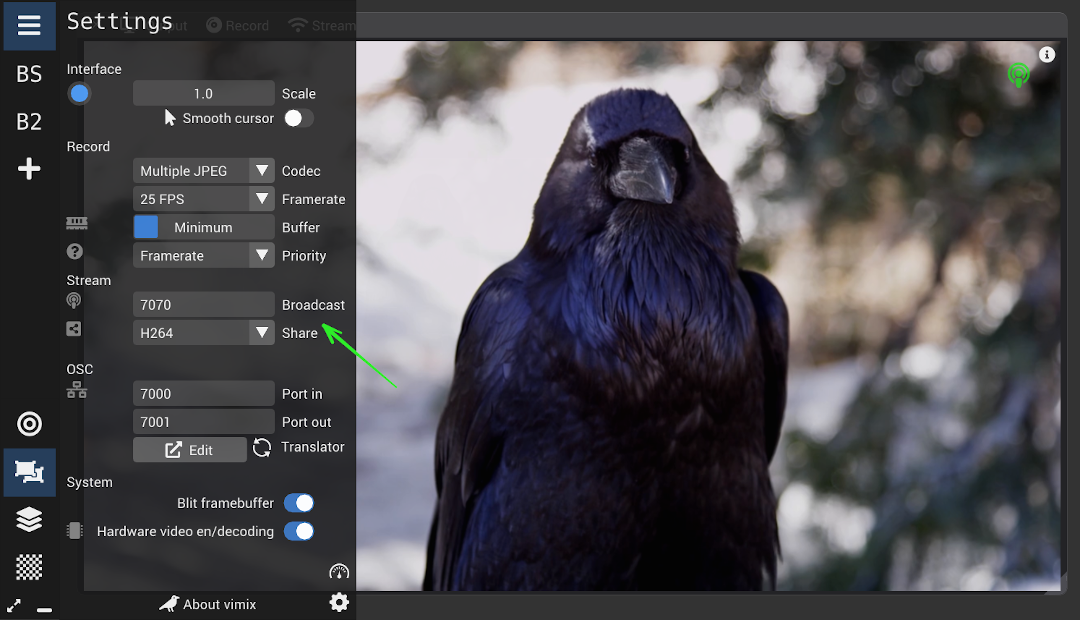 Settings
Input
Record
Stream
BS
B2
Interface
1.0 Scale
Smooth cursor
Record
Multiple JPEG Codec
25 FPS Framerate
Minimum Buffer
Framerate Priority
Stream
7070 Broadcast
H264 Share
OSC
7000 Port in
7001 Port out
Edit Translator
System
Blit framebuffer
Hardware video en/decoding
About vimix